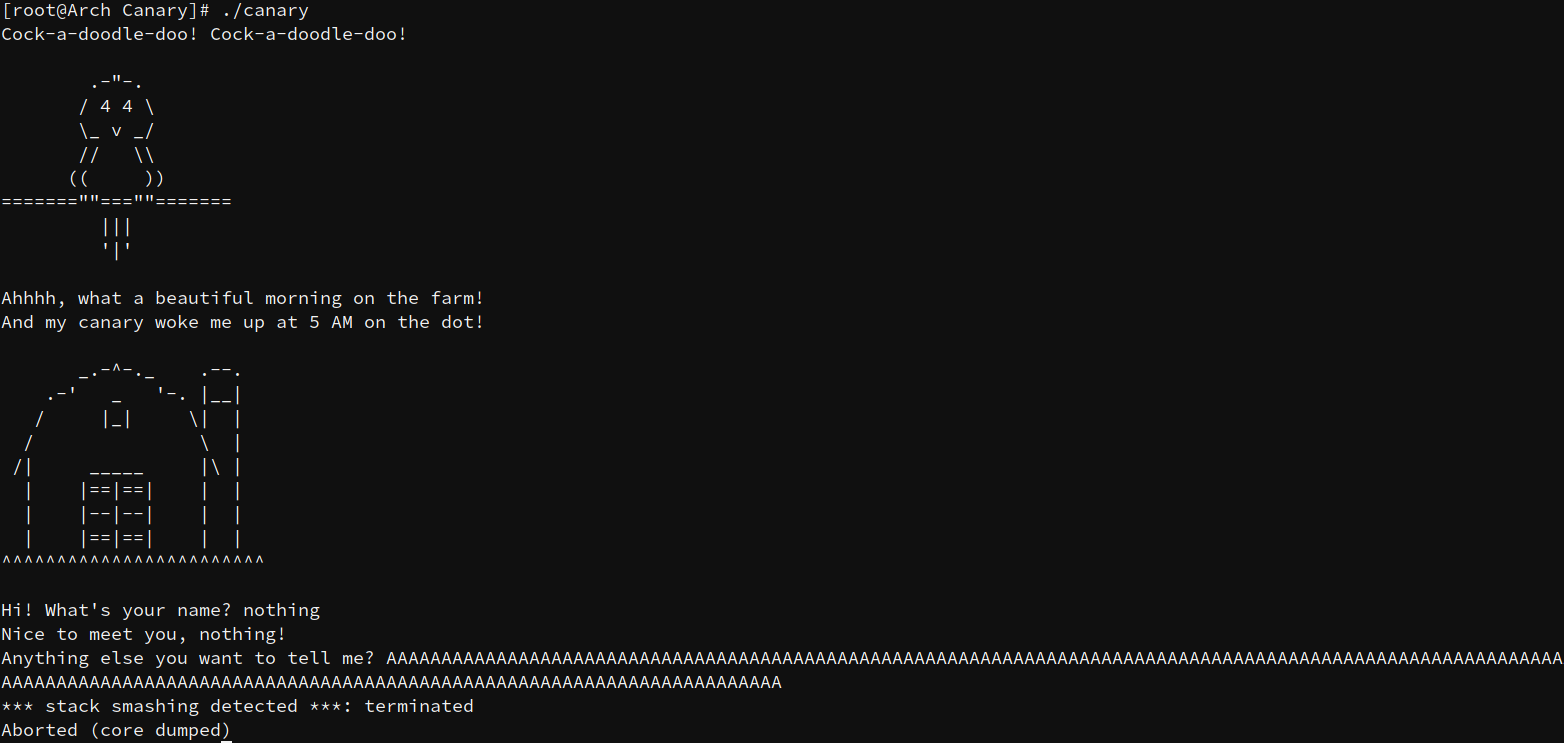 [root@Arch Canary]# ./canary
Cock-a-doodle-doo! Cock-a-doodle-doo!
        .-"-.
       / 4 4 \
       \_ v _/
       //   \\
      ((     ))
=======""===""=======
         |||
         '|'
Ahhhh, what a beautiful morning on the farm!
And my canary woke me up at 5 AM on the dot!
       _.-^-._    .--.
    .-'   _   '-. |__|
   /     |_|     \|  |
  /               \  |
 /|     _____     |\ |
  |    |==|==|    |  |
  |    |--|--|    |  |
  |    |==|==|    |  |
^^^^^^^^^^^^^^^^^^^^^^^^
Hi! What's your name? nothing
Nice to meet you, nothing!
Anything else you want to tell me? AAAAAAAAAAAAAAAAAAAAAAAAAAAAAAAAAAAAAAAAAAAAAAAAAAAAAAAAAAAAAAAAAAAAAAAAAAAAAAAAAAAAAAAAAAAAAAAAAAAAAAAAAAA
AAAAAAAAAAAAAAAAAAAAAAAAAAAAAAAAAAAAAAAAAAAAAAAAAAAAAAAAAAAAAAAAAAAAAAA
*** stack smashing detected ***: terminated
Aborted (core dumped)